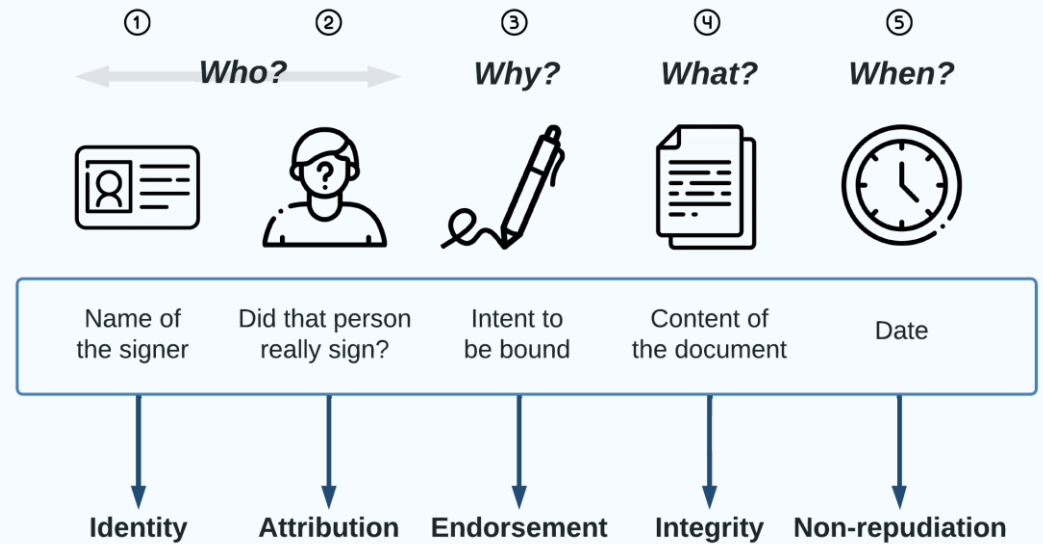 1 2 3 4 5
Who? Why? What? When?
?
Name of
the signer
Did that person
really sign?
Intent to
be bound
Content of
the document
Date
Identity Attribution Endorsement Integrity Non-repudiation